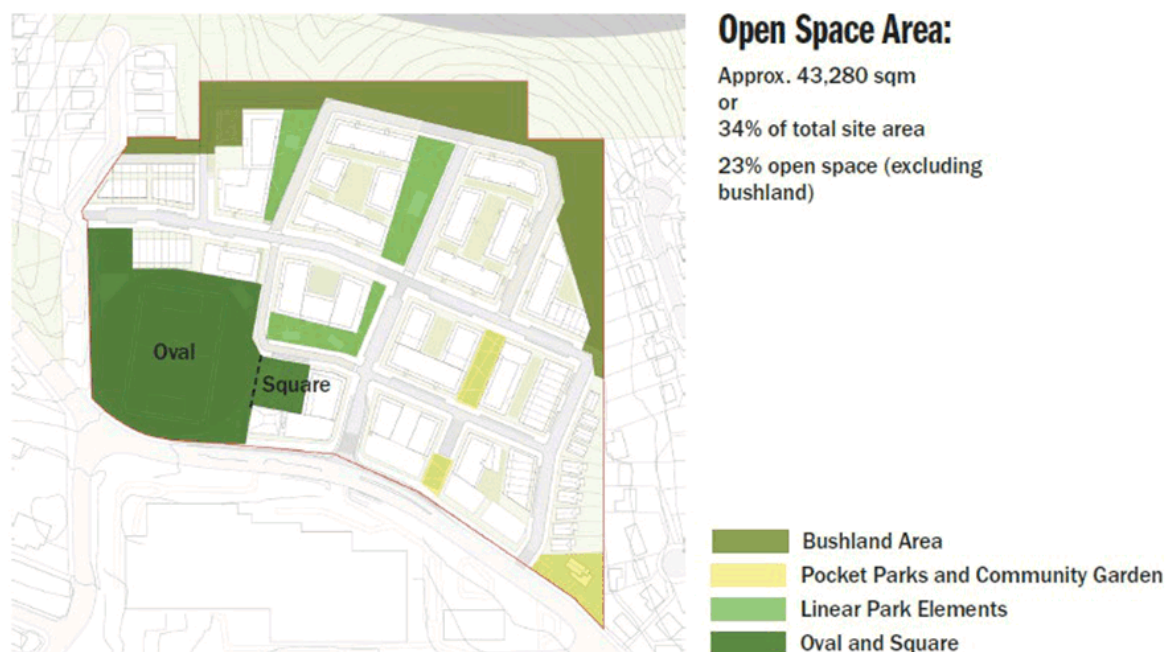 Open Space Area:
Approx. 43,280 sqm
or
34% of total site area
23% open space (excluding
bushland)
Oval
Square
Bushland Area
Pocket Parks and Community Garden
Linear Park Elements
Oval and Square